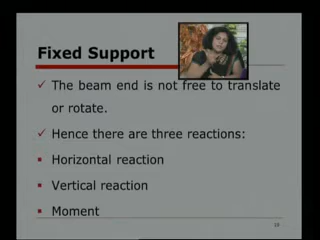 Fixed Support
The beam end is not free to translate
or rotate.
Hence there are three reactions:
Horizontal reaction
Vertical reaction
Moment